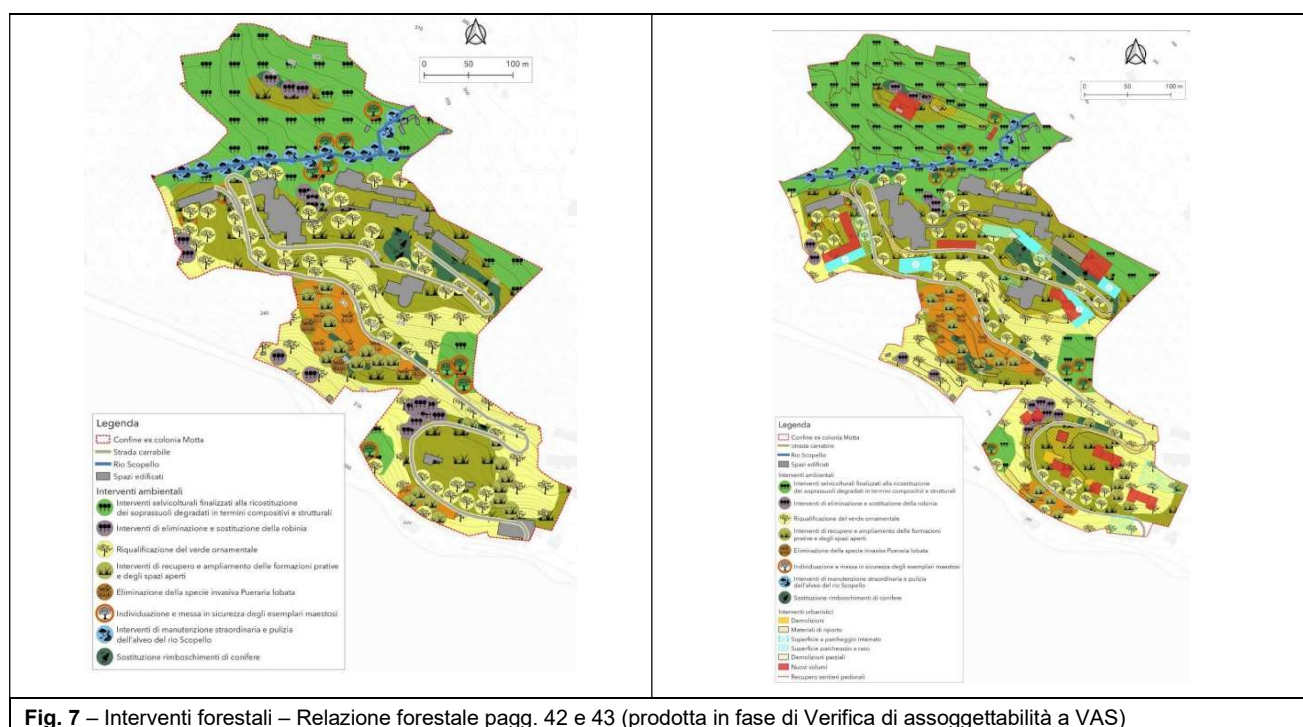 0 50 100 m
240
Legenda
Confine ex colonia Motta
Strada carrabile
Rio Scopello
Spazi edificati
Interventi ambientali
Interventi selvicolturali finalizzati alla ricostituzione
dei soprassuoli degradati in termini compositivi e strutturali
Interventi di eliminazione e sostituzione della robinia
Riqualificazione del verde ornamentale
Interventi di recupero e ampliamento delle formazioni prative
e degli spazi aperti
Eliminazione della specie invasiva Pueraria lobata
Individuazione e messa in sicurezza degli esemplari maestosi
Interventi di manutenzione straordinaria e pulizia
dell'alveo del rio Scopello
Sostituzione rimboschimenti di conifere
0 50 100 m
Legenda
Confine ex colonia Motta
Strada carrabile
Rio Scopello
Spazi edificati
Interventi ambientali
Interventi selvicolturali finalizzati alla ricostituzione
dei soprassuoli degradati in termini compositivi e strutturali
Interventi di eliminazione e sostituzione della robinia
Riqualificazione del verde ornamentale
Interventi di recupero e ampliamento delle formazioni prative
e degli spazi aperti
Eliminazione della specie invasiva Pueraria lobata
Individuazione e messa in sicurezza degli esemplari maestosi
Interventi di manutenzione straordinaria e pulizia
dell'alveo del rio Scopello
Sostituzione rimboschimenti di conifere
Interventi urbanistici
Demolizioni
Materiali di riporto
Superficie a parcheggio interrato
Superficie parcheggio a raso
Demolizioni parziali
Nuovi volumi
Recupero sentieri pedonali
Fig. 7 – Interventi forestali – Relazione forestale pagg. 42 e 43 (prodotta in fase di Verifica di assoggettabilità a VAS)